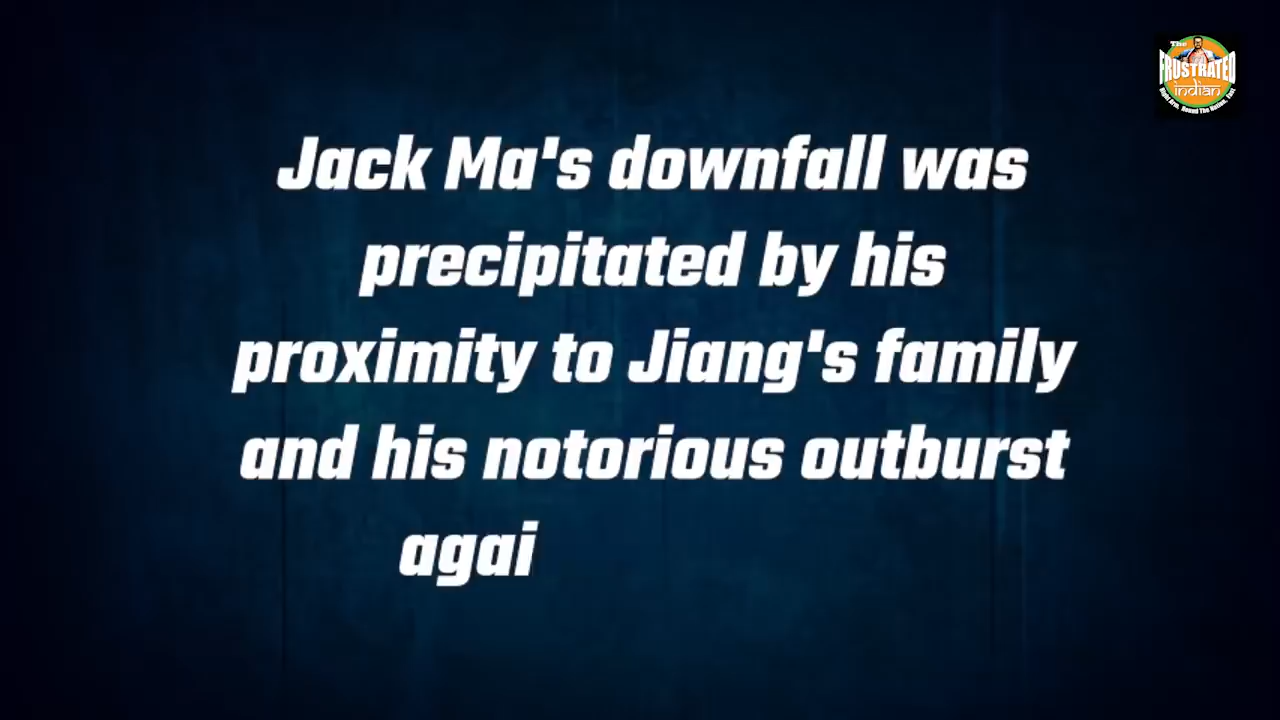 The
FRUSTRATED
indian
Jack Ma's downfall was
precipitated by his
proximity to Jiang's family
and his notorious outburst
agai